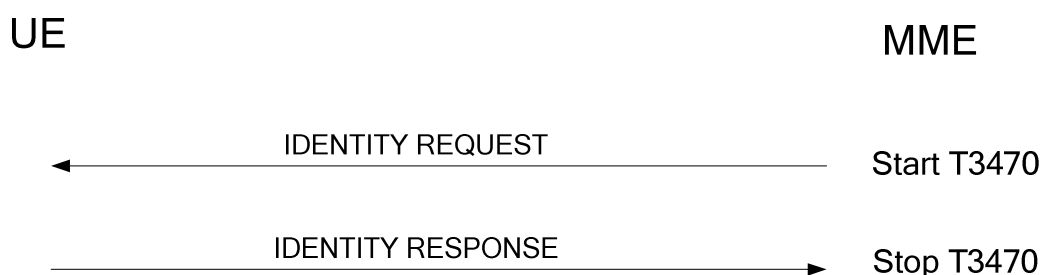 UE
MME
IDENTITY REQUEST
Start T3470
IDENTITY RESPONSE
Stop T3470